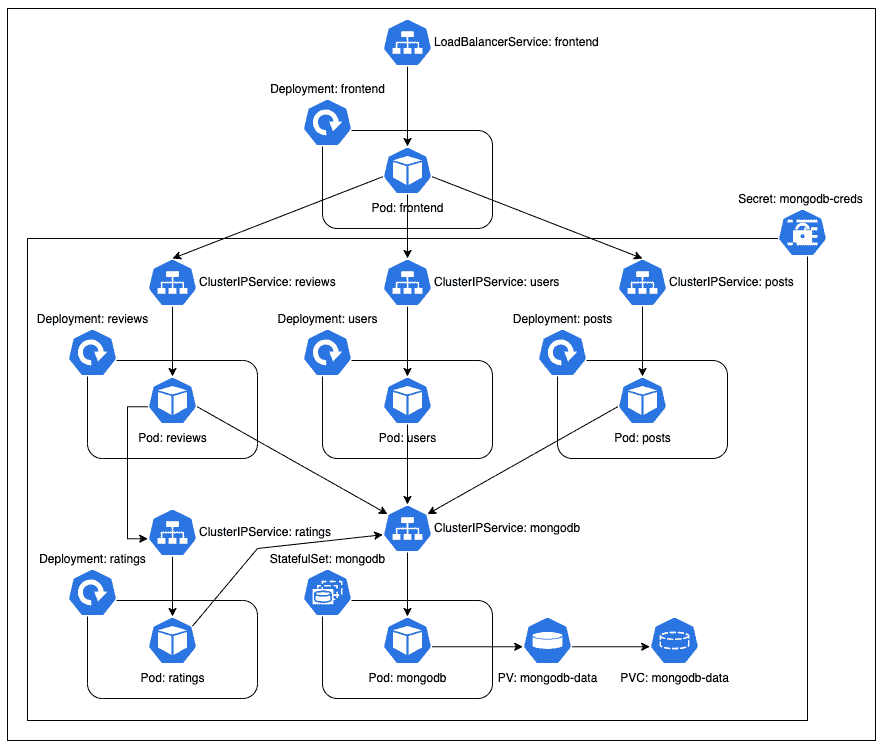 LoadBalancerService: frontend
Deployment: frontend
Pod: frontend
Secret: mongodb-creds
ClusterIPService: reviews
ClusterIPService: users
ClusterIPService: posts
Deployment: reviews
Deployment: users
Deployment: posts
Pod: reviews
Pod: users
Pod: posts
ClusterIPService: ratings
ClusterIPService: mongodb
Deployment: ratings
StatefulSet: mongodb
Pod: ratings
Pod: mongodb
PV: mongodb-data
PVC: mongodb-data